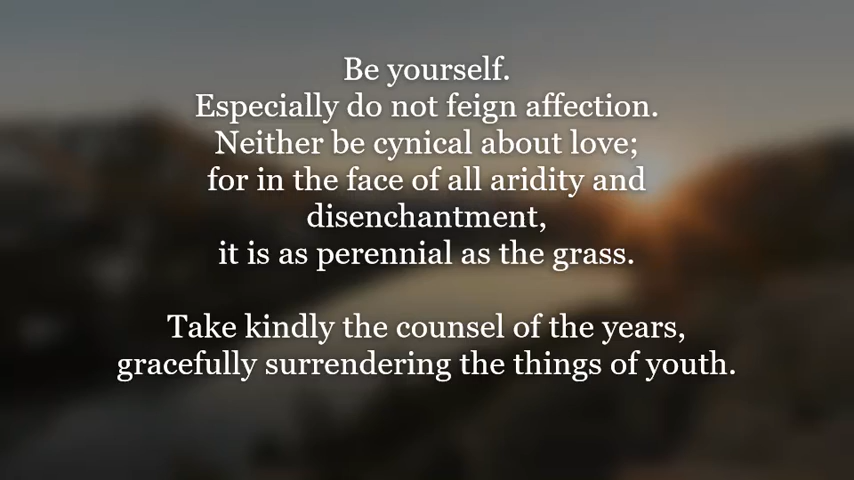 Be yourself.
Especially do not feign affection.
Neither be cynical about love;
for in the face of all aridity and
disenchantment,
it is as perennial as the grass.
Take kindly the counsel of the years,
gracefully surrendering the things of youth.